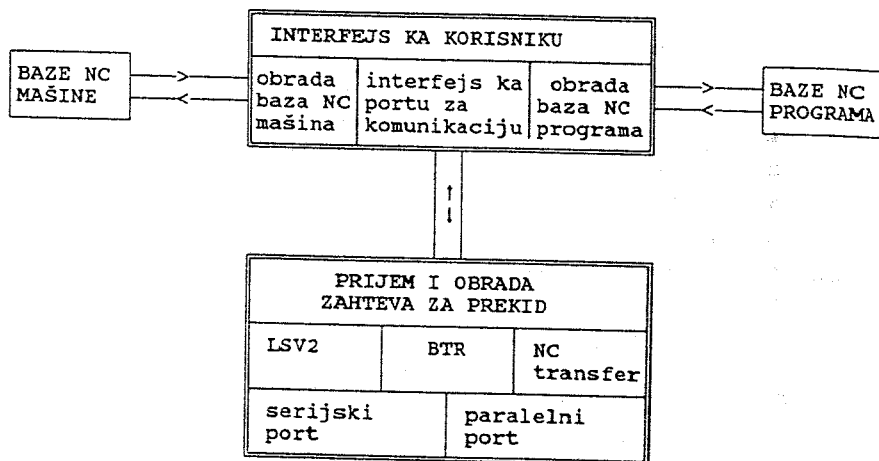 INTERFEJS KA KORISNIKU
BAZE NC
MAŠINE
obrada
baza NC
mašina
interfejs ka
portu za
komunikaciju
obrada
baza NC
programa
BAZE NC
PROGRAMA
PRIJEM I OBRADA
ZAHTEVA ZA PREKID
LSV2
BTR
NC
transfer
serijski
port
paralelni
port